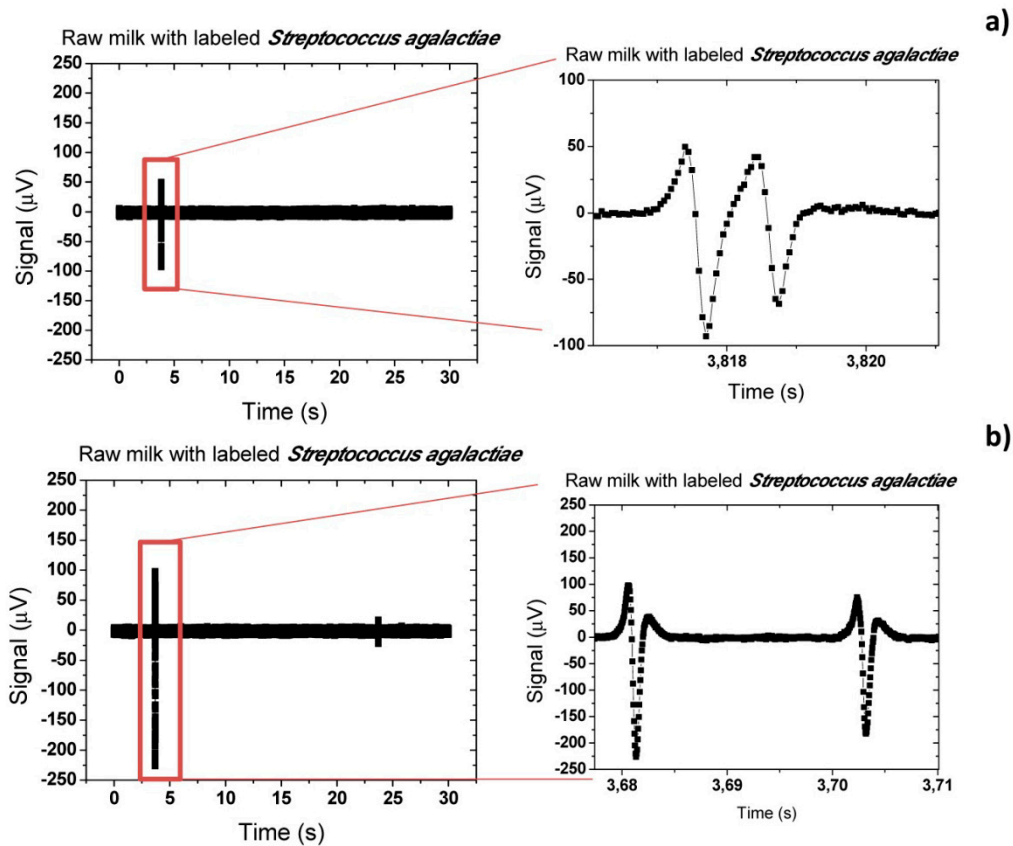 a)
Raw milk with labeled Streptococcus agalactiae
250
200
150
100
50
0
-50
-100
-150
-200
-250
Signal (μV)
0 5 10 15 20 25 30
Time (s)
Raw milk with labeled Streptococcus agalactiae
100
50
0
-50
-100
Signal (μV)
3,818 3,820
Time (s)
b)
Raw milk with labeled Streptococcus agalactiae
250
200
150
100
50
0
-50
-100
-150
-200
-250
Signal (μV)
0 5 10 15 20 25 30
Time (s)
Raw milk with labeled Streptococcus agalactiae
250
200
150
100
50
0
-50
-100
-150
-200
-250
Signal (μV)
3,68 3,69 3,70 3,71
Time (s)